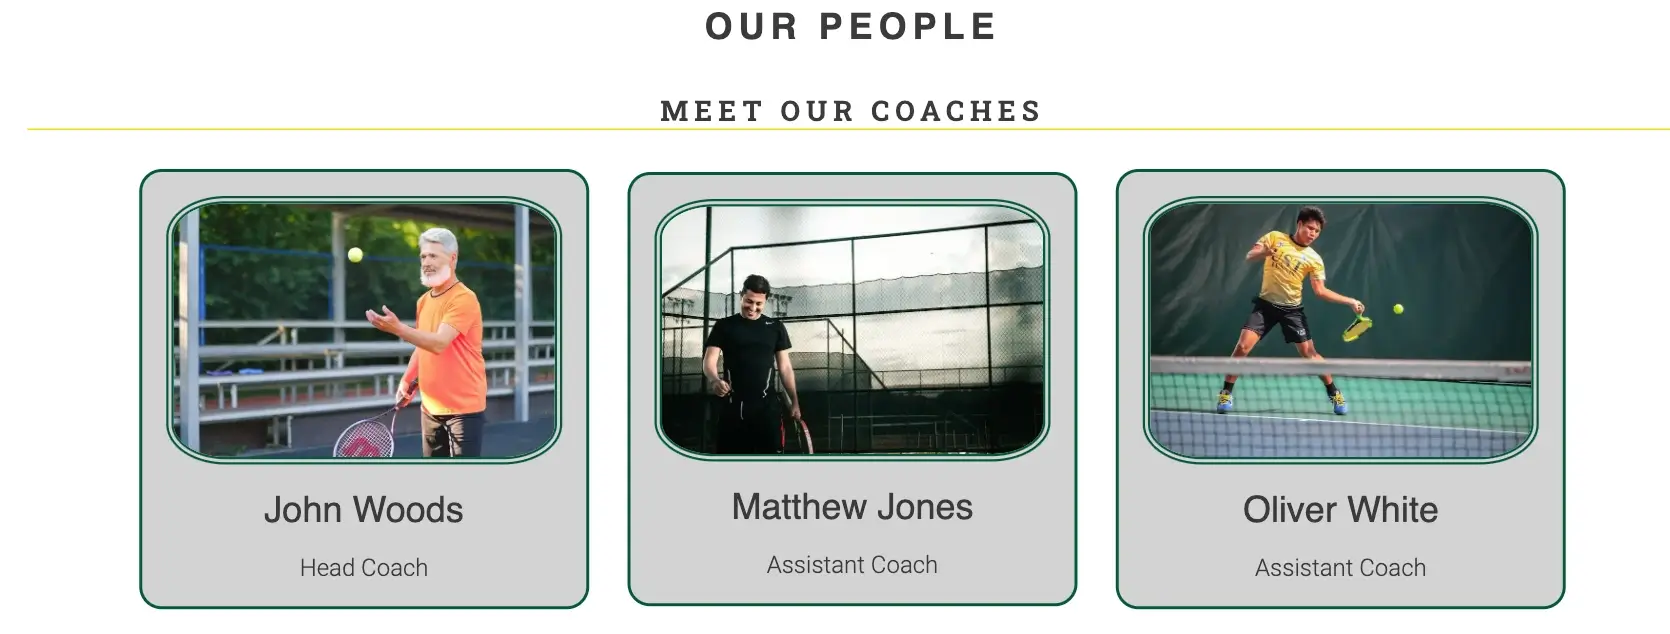 OUR PEOPLE
MEET OUR COACHES
John Woods
Head Coach
Matthew Jones
Assistant Coach
Oliver White
Assistant Coach